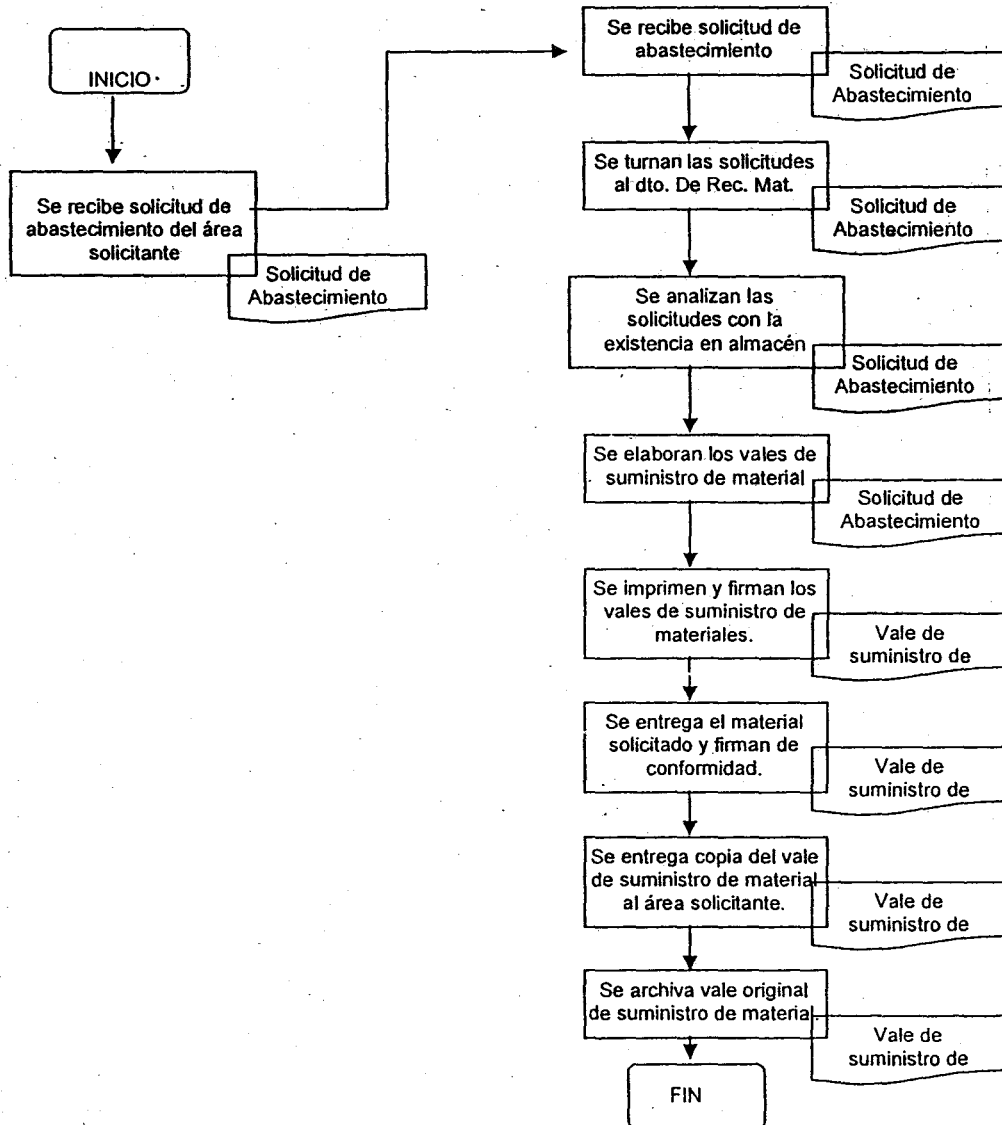 INICIO
Se recibe solicitud de
abastecimiento del área
solicitante
Solicitud de
Abastecimiento
Se recibe solicitud de
abastecimiento
Solicitud de
Abastecimiento
Se turnan las solicitudes
al dto. De Rec. Mat.
Solicitud de
Abastecimiento
Se analizan las
solicitudes con la
existencia en almacén
Solicitud de
Abastecimiento
Se elaboran los vales de
suministro de material
Solicitud de
Abastecimiento
Se imprimen y firman los
vales de suministro de
materiales.
Vale de
suministro de
Se entrega el material
solicitado y firman de
conformidad.
Vale de
suministro de
Se entrega copia del vale
de suministro de material
al área solicitante.
Vale de
suministro de
Se archiva vale original
de suministro de material.
Vale de
suministro de
FIN